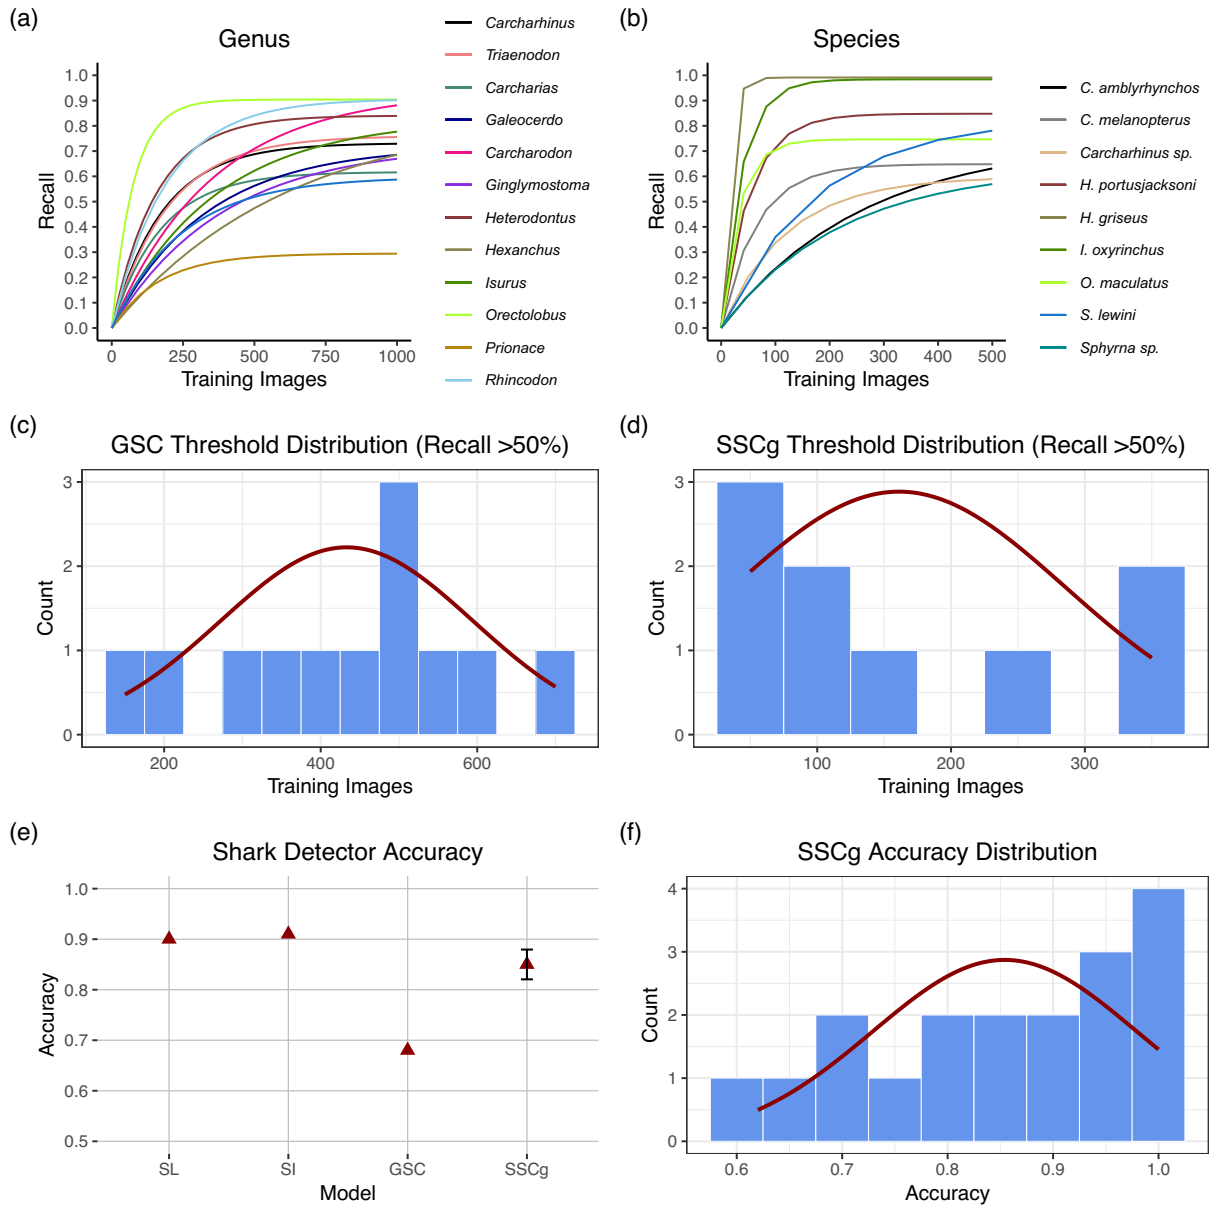 (a)
Genus
1.0
0.9
0.8
0.7
0.6
0.5
0.4
0.3
0.2
0.1
0.0
Recall
0 250 500 750 1000
Training Images
Carcharhinus
Triaenodon
Carcharias
Galeocerdo
Carcharodon
Ginglymostoma
Heterodontus
Hexanchus
Isurus
Orectolobus
Prionace
Rhincodon
(b)
Species
1.0
0.9
0.8
0.7
0.6
0.5
0.4
0.3
0.2
0.1
0.0
Recall
0 100 200 300 400 500
Training Images
C. amblyrhynchos
C. melanopterus
Carcharhinus sp.
H. portusjacksoni
H. griseus
I. oxyrinchus
O. maculatus
S. lewini
Sphyrna sp.
(c)
GSC Threshold Distribution (Recall >50%)
3
2
1
0
Count
200 400 600
Training Images
(d)
SSCg Threshold Distribution (Recall >50%)
3
2
1
0
Count
100 200 300
Training Images
(e)
Shark Detector Accuracy
1.0
0.9
0.8
0.7
0.6
0.5
Accuracy
SL SI GSC SSCg
Model
(f)
SSCg Accuracy Distribution
4
3
2
1
0
Count
0.6 0.7 0.8 0.9 1.0
Accuracy